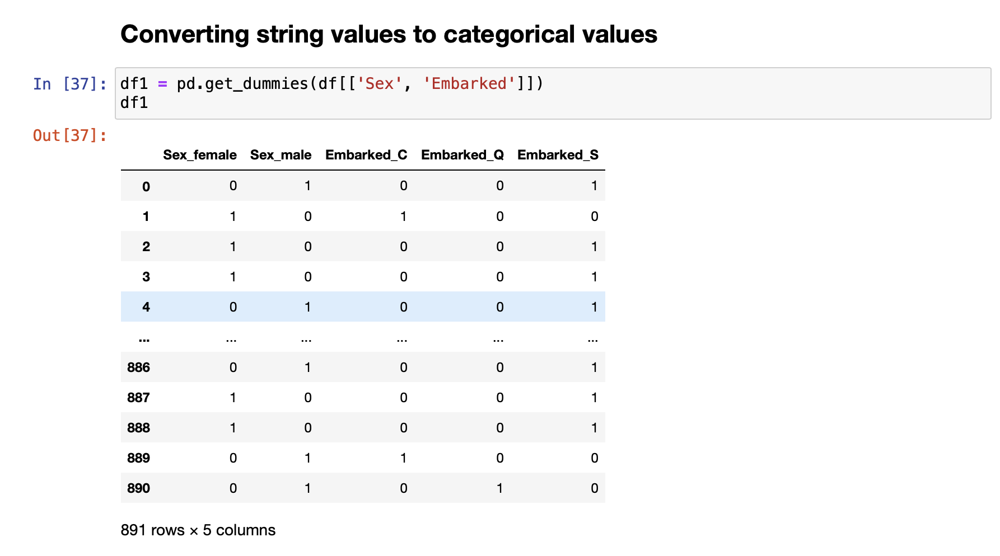 Converting string values to categorical values
In [37]: df1 = pd.get_dummies(df[['Sex', 'Embarked']])
df1
Out[37]:
Sex_female Sex_male Embarked_C Embarked_Q Embarked_S
0 0 1 0 0 1
1 1 0 1 0 0
2 1 0 0 0 1
3 1 0 0 0 1
4 0 1 0 0 1
... ... ... ... ... ...
886 0 1 0 0 1
887 1 0 0 0 1
888 1 0 0 0 1
889 0 1 1 0 0
890 0 1 0 1 0
891 rows × 5 columns